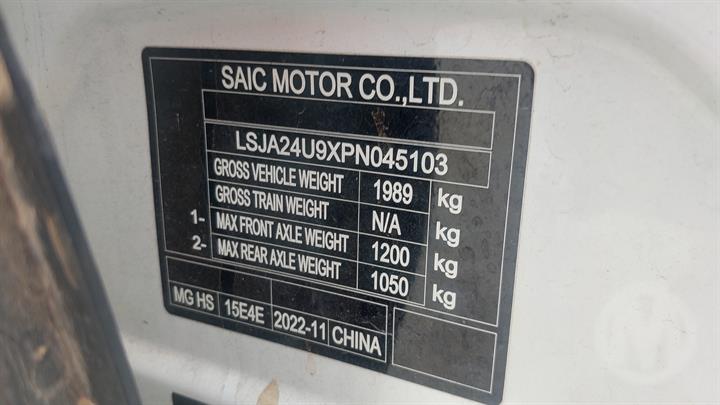 SAIC MOTOR CO.,LTD.
LSJA24U9XPN045103
GROSS VEHICLE WEIGHT 1989 kg
GROSS TRAIN WEIGHT N/A kg
1- MAX FRONT AXLE WEIGHT 1200 kg
2- MAX REAR AXLE WEIGHT 1050 kg
MG HS 15E4E 2022-11 CHINA
M